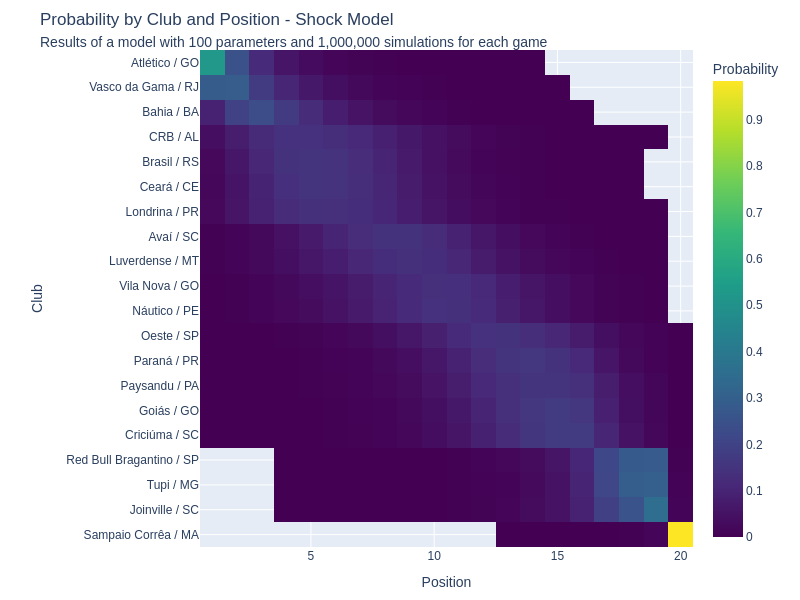 Probability by Club and Position - Shock Model
Results of a model with 100 parameters and 1,000,000 simulations for each game
Probability
Club
Atlético / GO
Vasco da Gama / RJ
Bahia / BA
CRB / AL
Brasil / RS
Ceará / CE
Londrina / PR
Avaí / SC
Luverdense / MT
Vila Nova / GO
Náutico / PE
Oeste / SP
Paraná / PR
Paysandu / PA
Goiás / GO
Criciúma / SC
Red Bull Bragantino / SP
Tupi / MG
Joinville / SC
Sampaio Corrêa / MA
0.9
0.8
0.7
0.6
0.5
0.4
0.3
0.2
0.1
0
5
10
15
20
Position